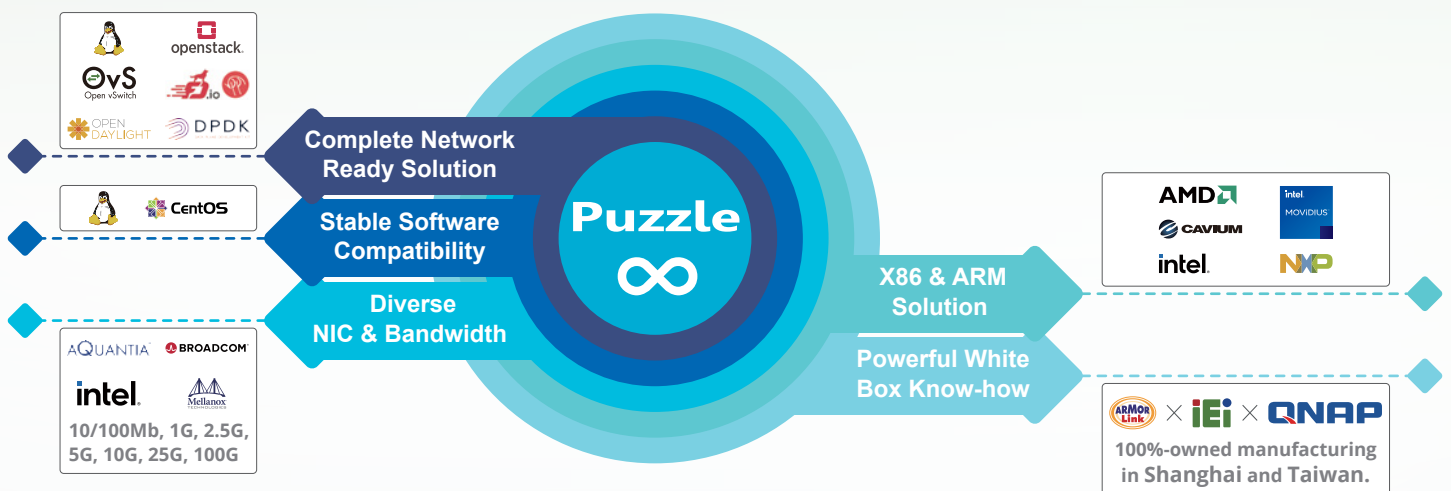 openstack.
OvS
Open vSwitch
.io
OPEN
DAYLIGHT
DPDK
Complete Network
Ready Solution
CentOS
Stable Software
Compatibility
Diverse
NIC & Bandwidth
AQUANTIA
BROADCOM
intel.
Mellanox
TECHNOLOGIES
10/100Mb, 1G, 2.5G,
5G, 10G, 25G, 100G
Puzzle
X86 & ARM
Solution
Powerful White
Box Know-how
AMD
intel
MOVIDIUS
CAVIUM
intel.
NXP
ARMOR
Link
× iEi × QNAP
100%-owned manufacturing
in Shanghai and Taiwan.